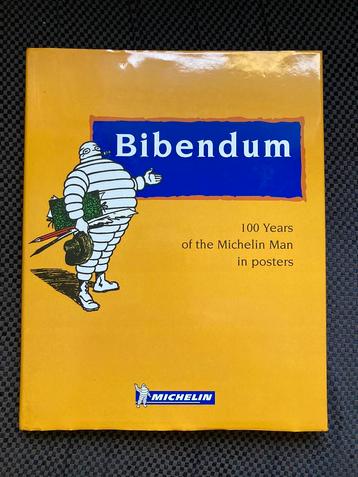 Bibendum
100 Years
of the Michelin Man
in posters
MICHELIN